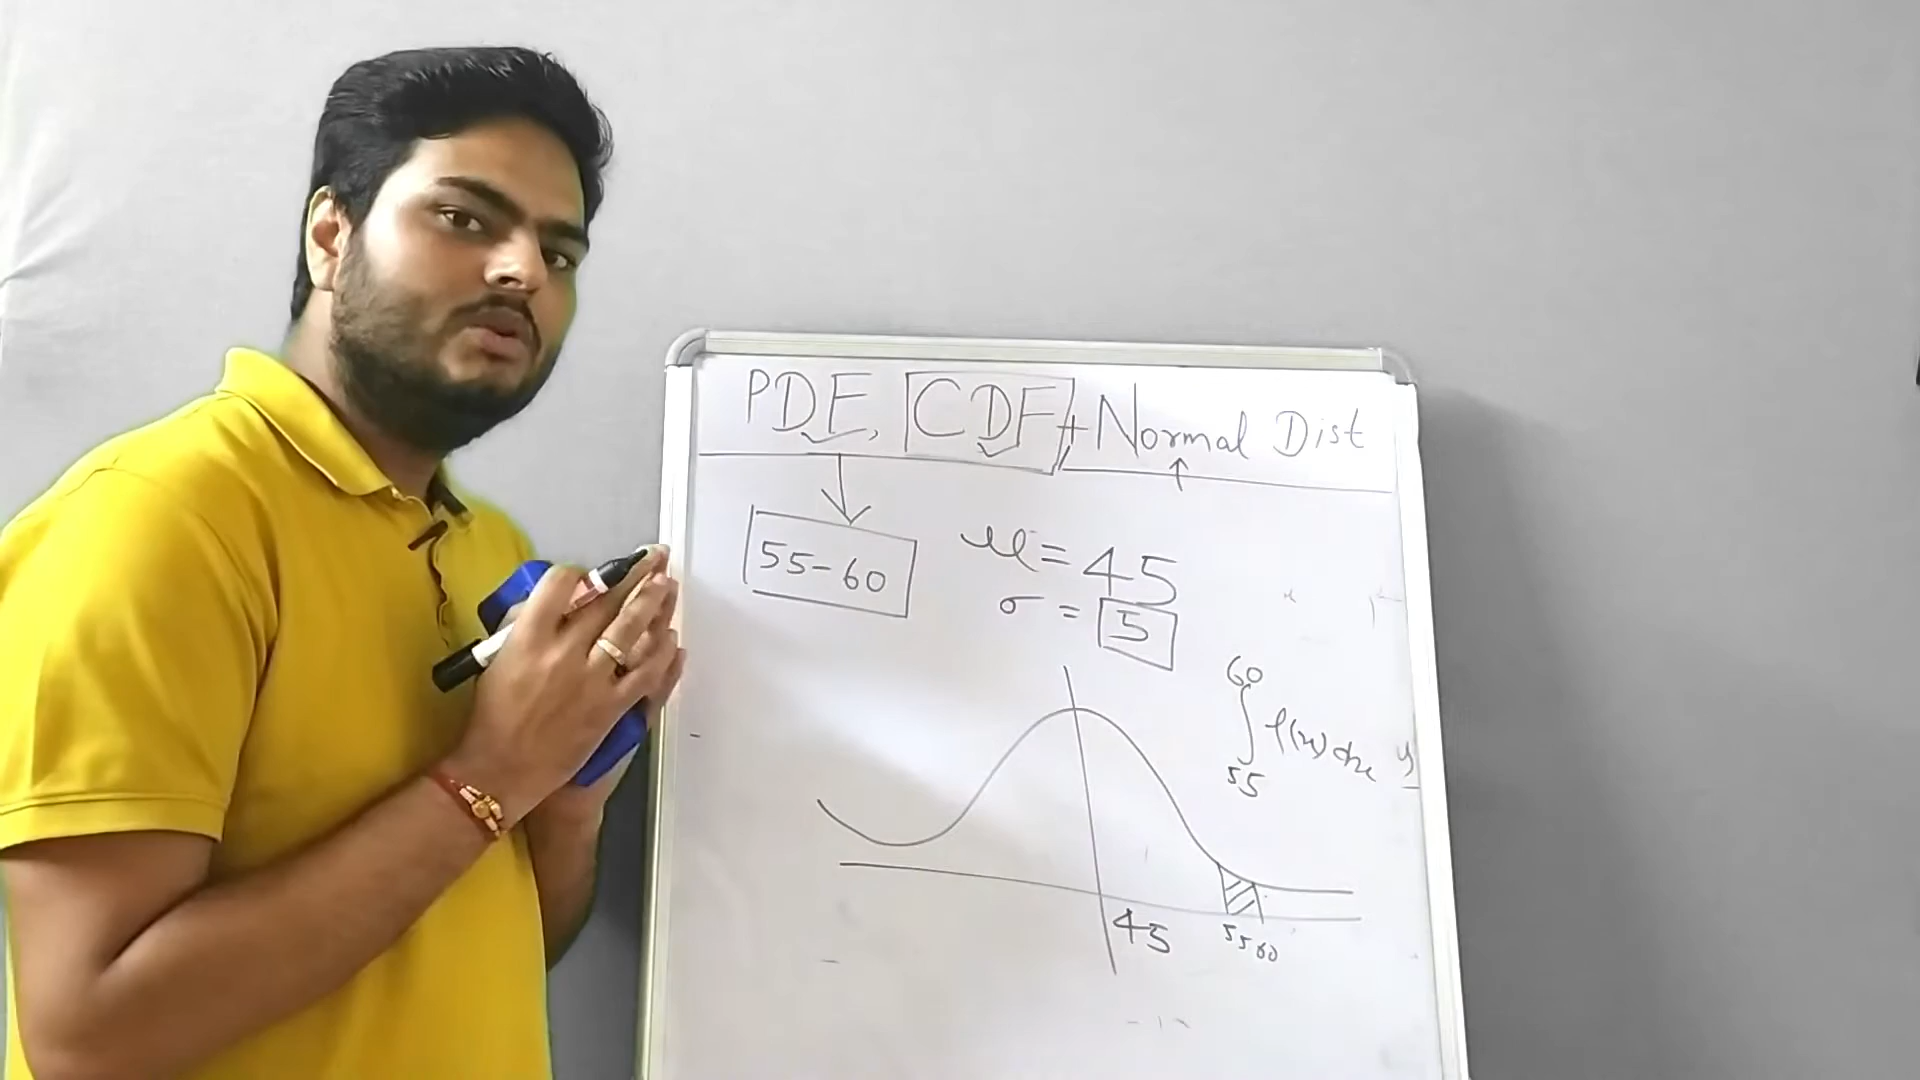 PDF, CDF, + Normal Dist
55-60
μ = 45
σ = 5
60
∫ f(x) dx
55
45
55 60